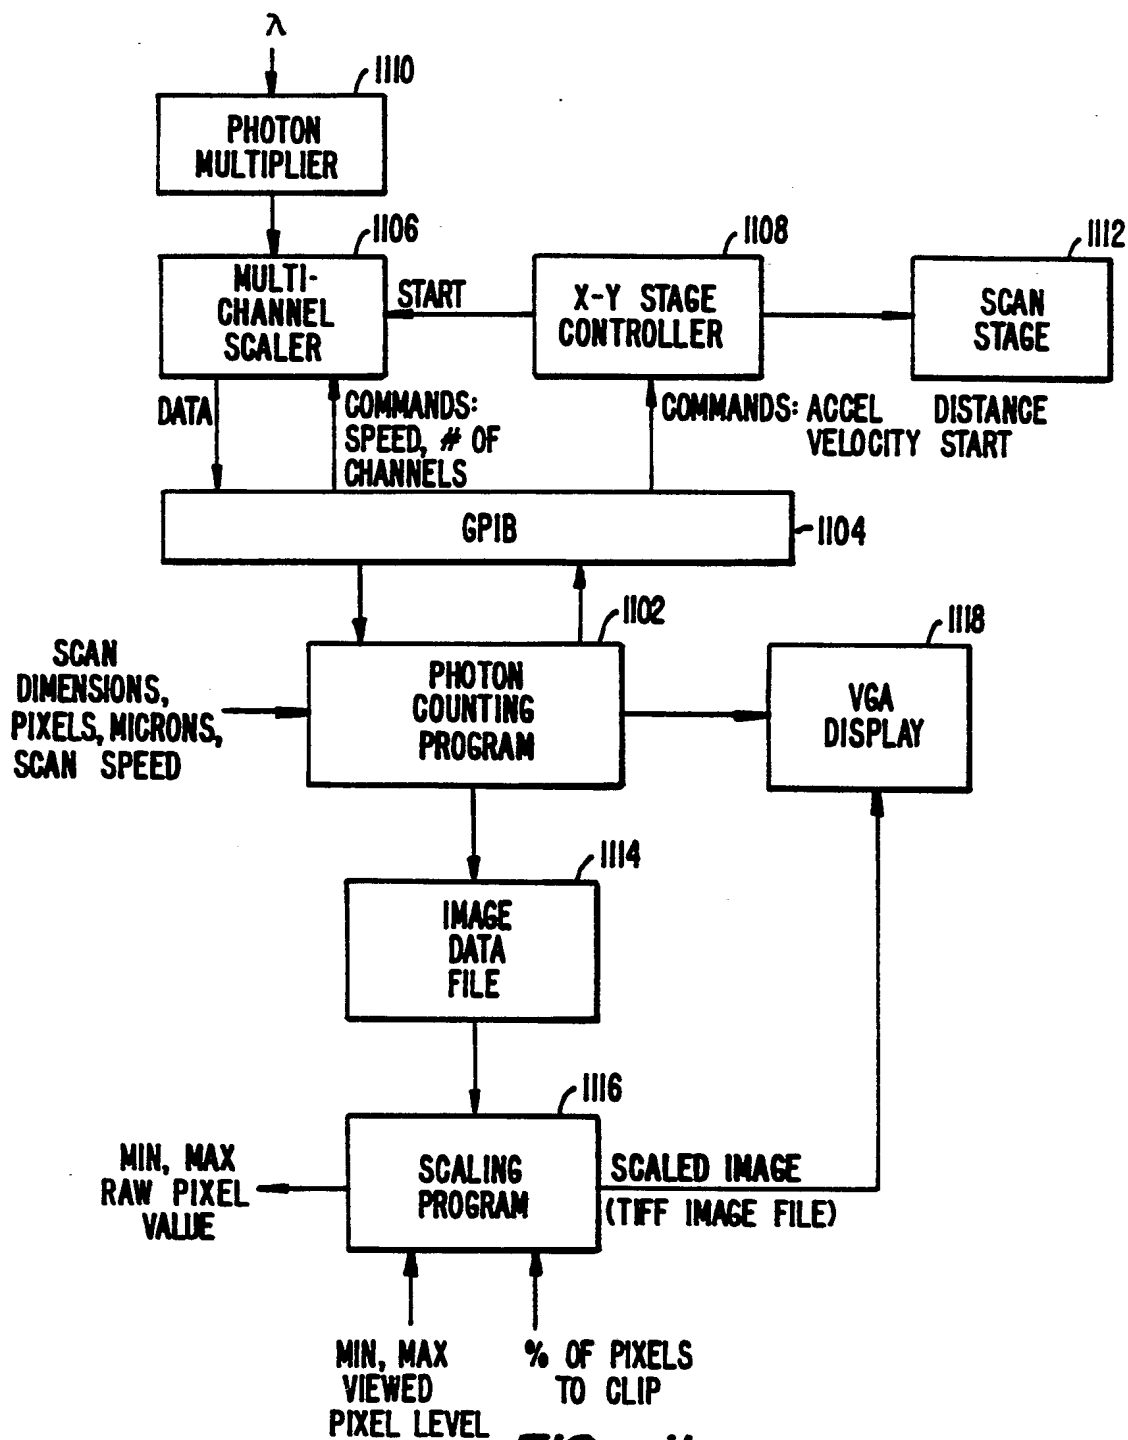 λ
1110
PHOTON
MULTIPLIER
1106
MULTI-
CHANNEL
SCALER
START
1108
X-Y STAGE
CONTROLLER
1112
SCAN
STAGE
DATA
COMMANDS:
SPEED, # OF
CHANNELS
COMMANDS: ACCEL DISTANCE
VELOCITY START
GPIB
1104
1102
SCAN
DIMENSIONS,
PIXELS, MICRONS,
SCAN SPEED
PHOTON
COUNTING
PROGRAM
1118
VGA
DISPLAY
1114
IMAGE
DATA
FILE
1116
MIN, MAX
RAW PIXEL
VALUE
SCALING
PROGRAM
SCALED IMAGE
(TIFF IMAGE FILE)
MIN, MAX
VIEWED
PIXEL LEVEL
% OF PIXELS
TO CLIP